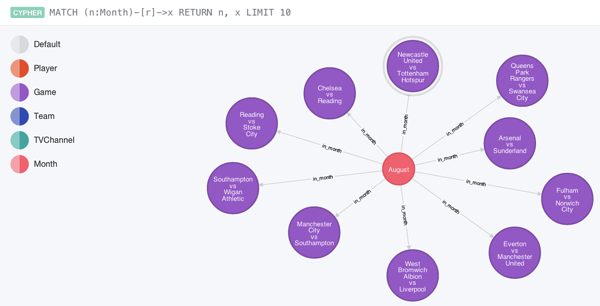 CYPHER MATCH (n:Month)-[r]->x RETURN n, x LIMIT 10
Default
Player
Game
Team
TVChannel
Month
Newcastle
United
vs
Tottenham
Hotspur
Queens
Park
Rangers
vs
Swansea
City
Chelsea
vs
Reading
Reading
vs
Stoke
City
Arsenal
vs
Sunderland
August
Southampton
vs
Wigan
Athletic
Fulham
vs
Norwich
City
Manchester
City
vs
Southampton
Everton
vs
Manchester
United
West
Bromwich
Albion
vs
Liverpool
in_month
in_month
in_month
in_month
in_month
in_month
in_month
in_month
in_month
in_month